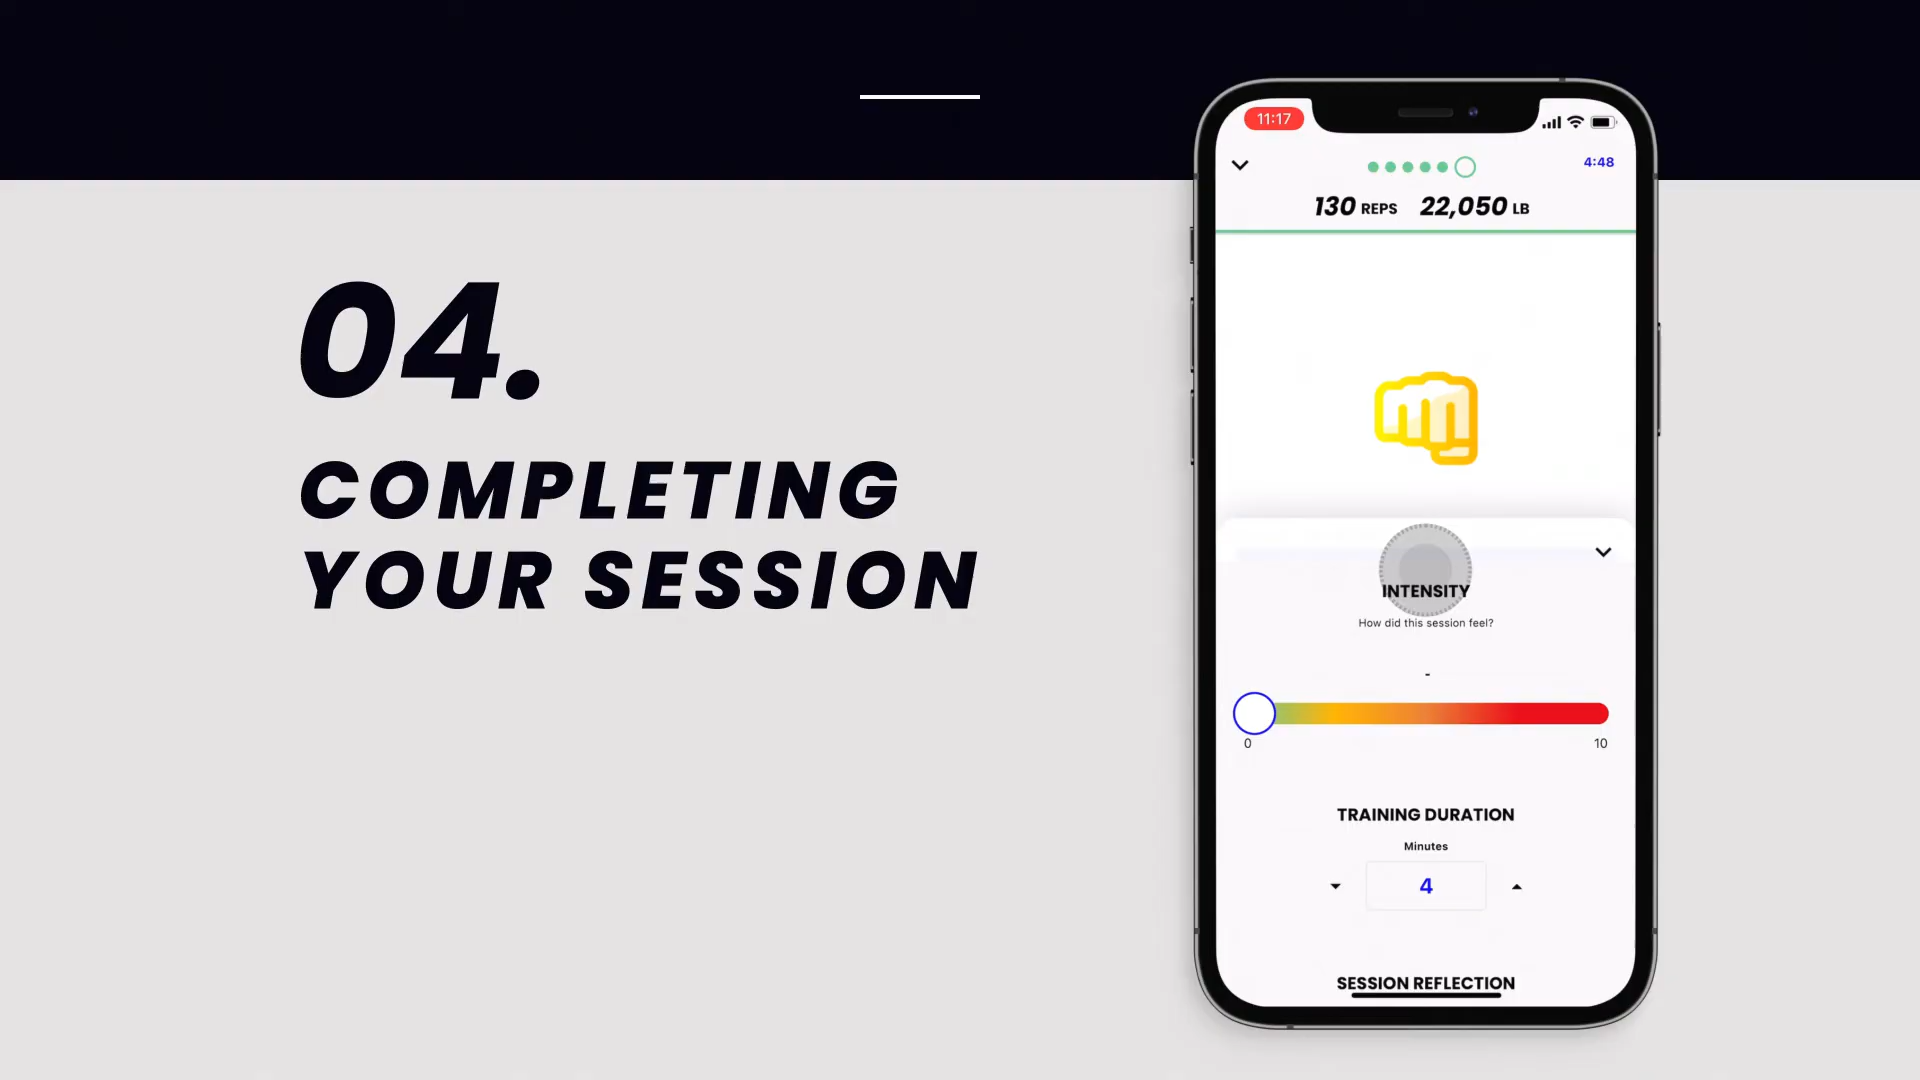 04.
COMPLETING
YOUR SESSION
11:17
4:48
130 REPS 22,050 LB
INTENSITY
How did this session feel?
-
0 10
TRAINING DURATION
Minutes
4
SESSION REFLECTION